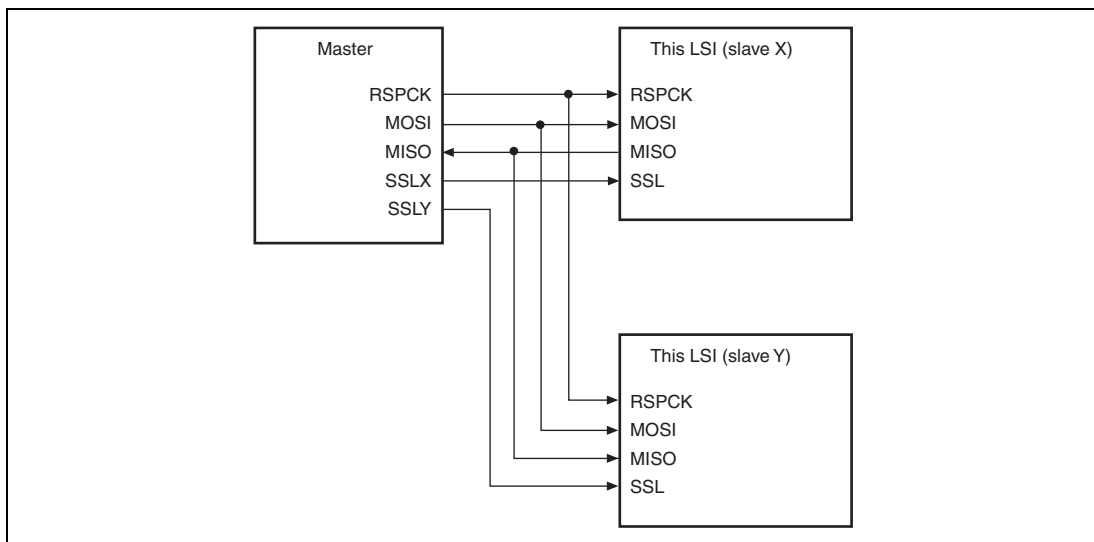 Master
RSPCK
MOSI
MISO
SSLX
SSLY
This LSI (slave X)
RSPCK
MOSI
MISO
SSL
This LSI (slave Y)
RSPCK
MOSI
MISO
SSL